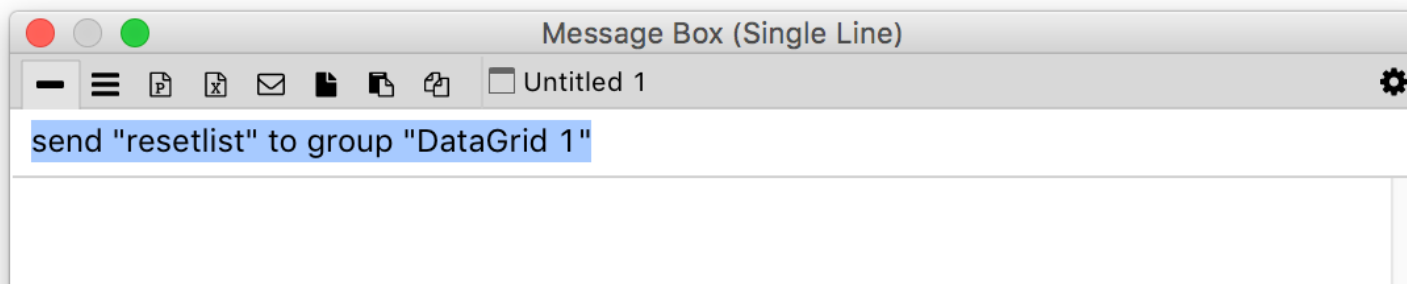 Message Box (Single Line)
Untitled 1
send "resetlist" to group "DataGrid 1"